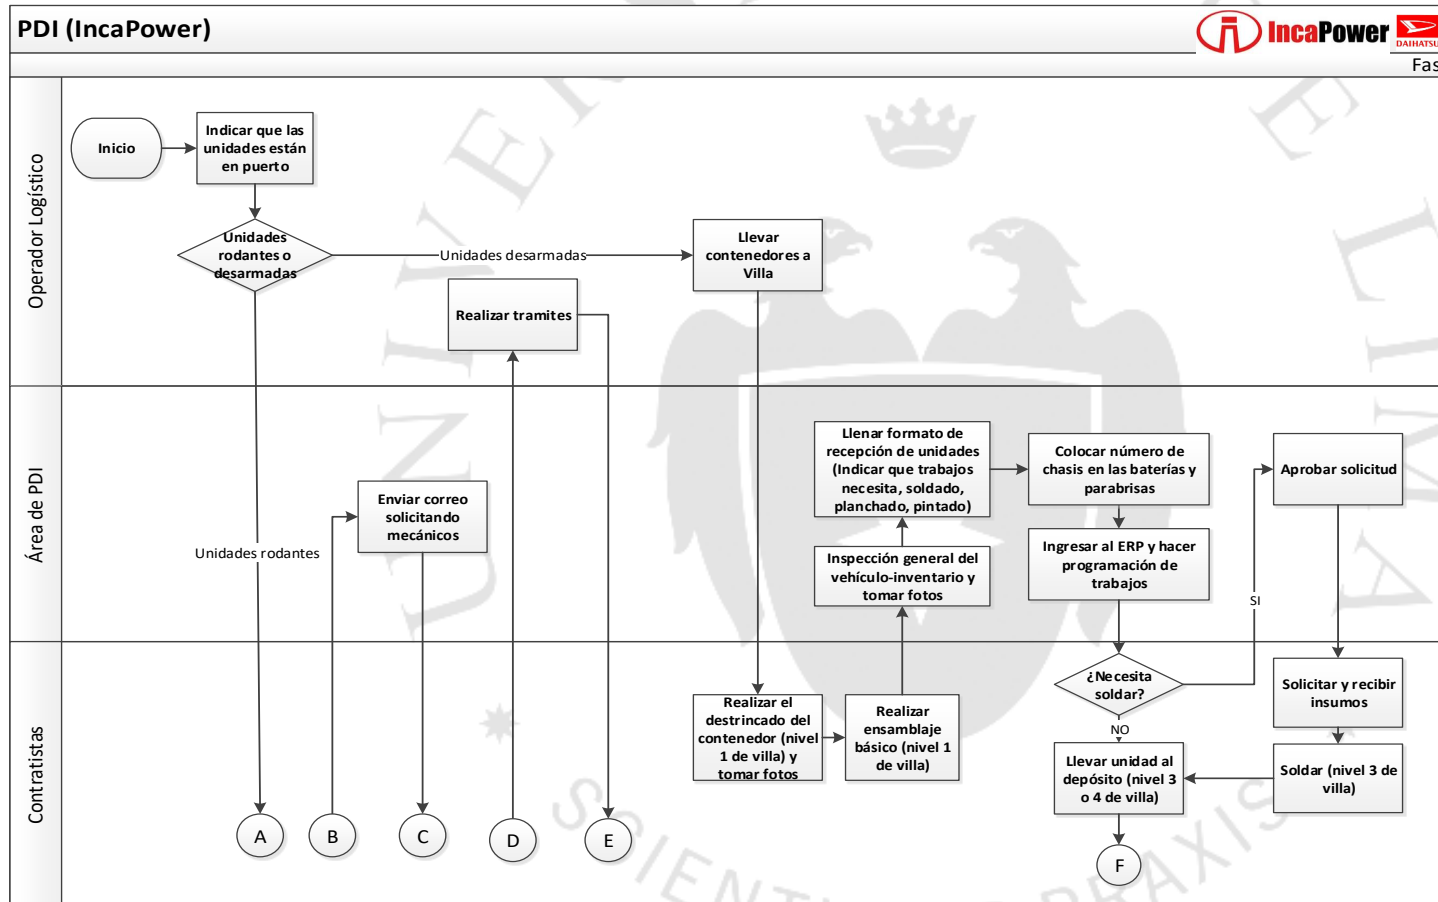 PDI (IncaPower)
IncaPower
DAIHATSU
Fas
Operador Logístico
Inicio
Indicar que las
unidades están
en puerto
Unidades
rodantes o
desarmadas
Unidades desarmadas
Llevar
contenedores a
Villa
Realizar tramites
Área de PDI
Unidades rodantes
Enviar correo
solicitando
mecánicos
Llenar formato de
recepción de unidades
(Indicar que trabajos
necesita, soldado,
planchado, pintado)
Colocar número de
chasis en las baterías y
parabrisas
Aprobar solicitud
Inspección general del
vehículo-inventario y
tomar fotos
Ingresar al ERP y hacer
programación de
trabajos
SI
Contratistas
Realizar el
destrincado del
contenedor (nivel
1 de villa) y
tomar fotos
Realizar
ensamblaje
básico (nivel 1
de villa)
¿Necesita
soldar?
NO
Solicitar y recibir
insumos
Llevar unidad al
depósito (nivel 3
o 4 de villa)
Soldar (nivel 3 de
villa)
A
B
C
D
E
F
UNIVER
E LIMA
SCIENT
PRAXIS